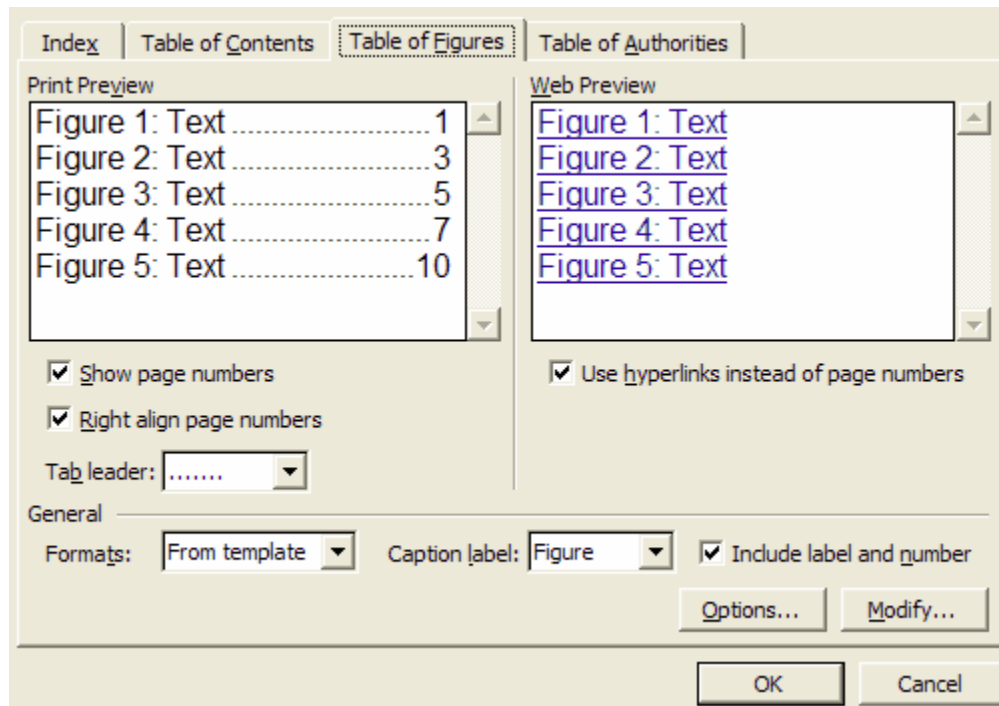 Index Table of Contents Table of Figures Table of Authorities
Print Preview
Figure 1: Text ............................1
Figure 2: Text ............................3
Figure 3: Text ............................5
Figure 4: Text ............................7
Figure 5: Text ..........................10
Show page numbers
Right align page numbers
Tab leader: .......
Web Preview
Figure 1: Text
Figure 2: Text
Figure 3: Text
Figure 4: Text
Figure 5: Text
Use hyperlinks instead of page numbers
General
Formats: From template Caption label: Figure Include label and number
Options... Modify...
OK Cancel